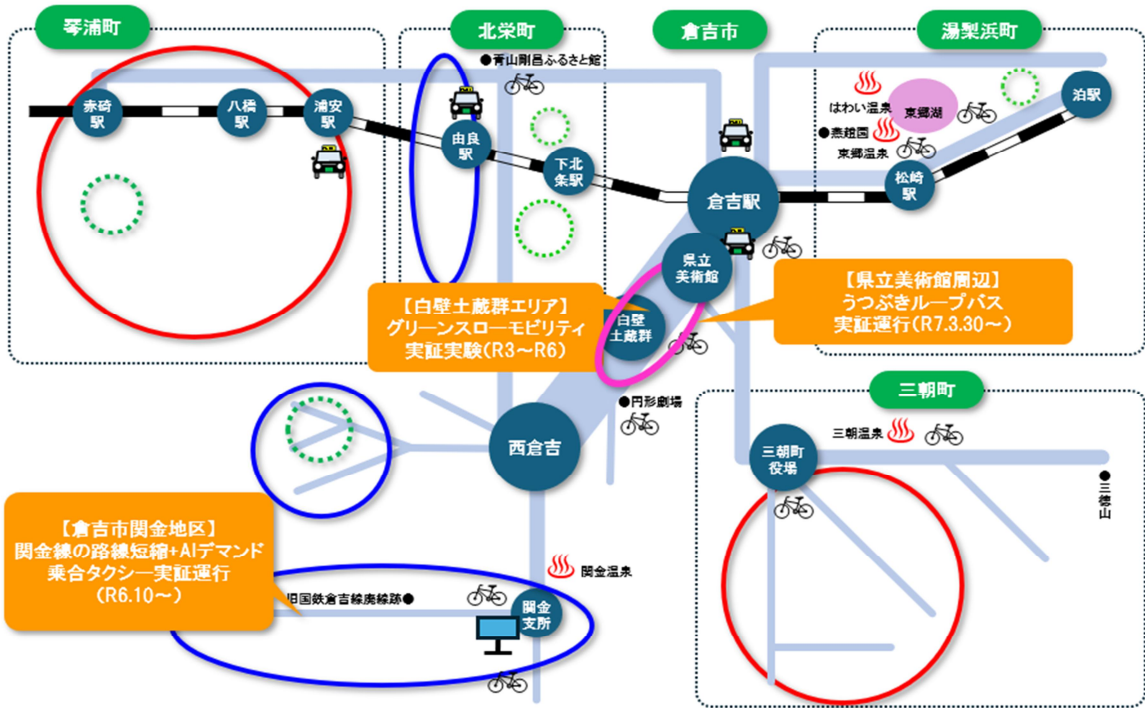 琴浦町
北栄町
倉吉市
湯梨浜町
●青山剛昌ふるさと館
赤碕
駅
八橋
駅
浦安
駅
由良
駅
下北
条駅
倉吉駅
はわい温泉
東郷湖
●燕趙園
東郷温泉
松崎
駅
泊駅
県立
美術館
【白壁土蔵群エリア】
グリーンスローモビリティ
実証実験(R3～R6)
白壁
土蔵群
【県立美術館周辺】
うつぶきループバス
実証運行(R7.3.30～)
三朝町
●円形劇場
西倉吉
三朝町
役場
三朝温泉
●三徳山
【倉吉市関金地区】
関金線の路線短縮+AIデマンド
乗合タクシー実証運行
(R6.10～)
関金温泉
旧国鉄倉吉線廃線跡●
関金
支所